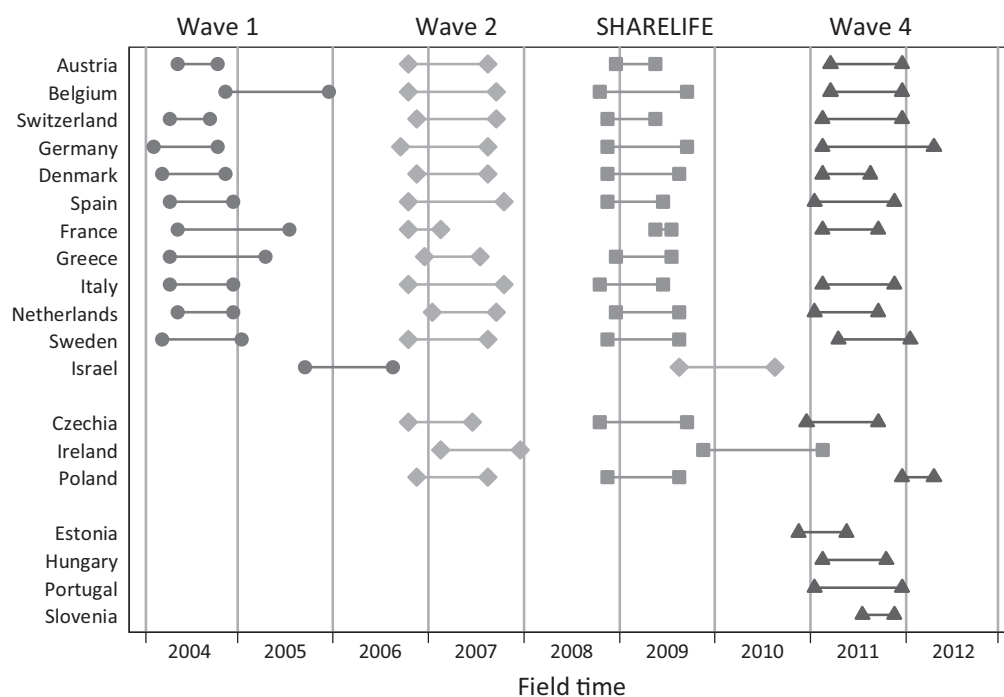 Wave 1 Wave 2 SHARELIFE Wave 4
Austria
Belgium
Switzerland
Germany
Denmark
Spain
France
Greece
Italy
Netherlands
Sweden
Israel
Czechia
Ireland
Poland
Estonia
Hungary
Portugal
Slovenia
2004 2005 2006 2007 2008 2009 2010 2011 2012
Field time